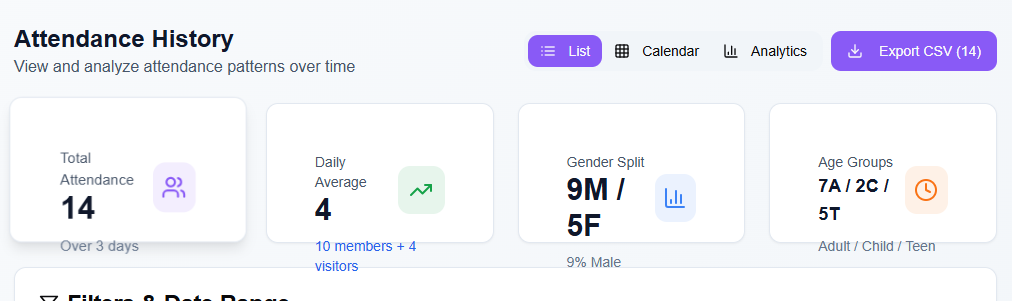 Attendance History
View and analyze attendance patterns over time
List
Calendar
Analytics
Export CSV (14)
Total
Attendance
14
Over 3 days
Daily
Average
4
10 members + 4
visitors
Gender Split
9M /
5F
9% Male
Age Groups
7A / 2C /
5T
Adult / Child / Teen
Filters & Date Range